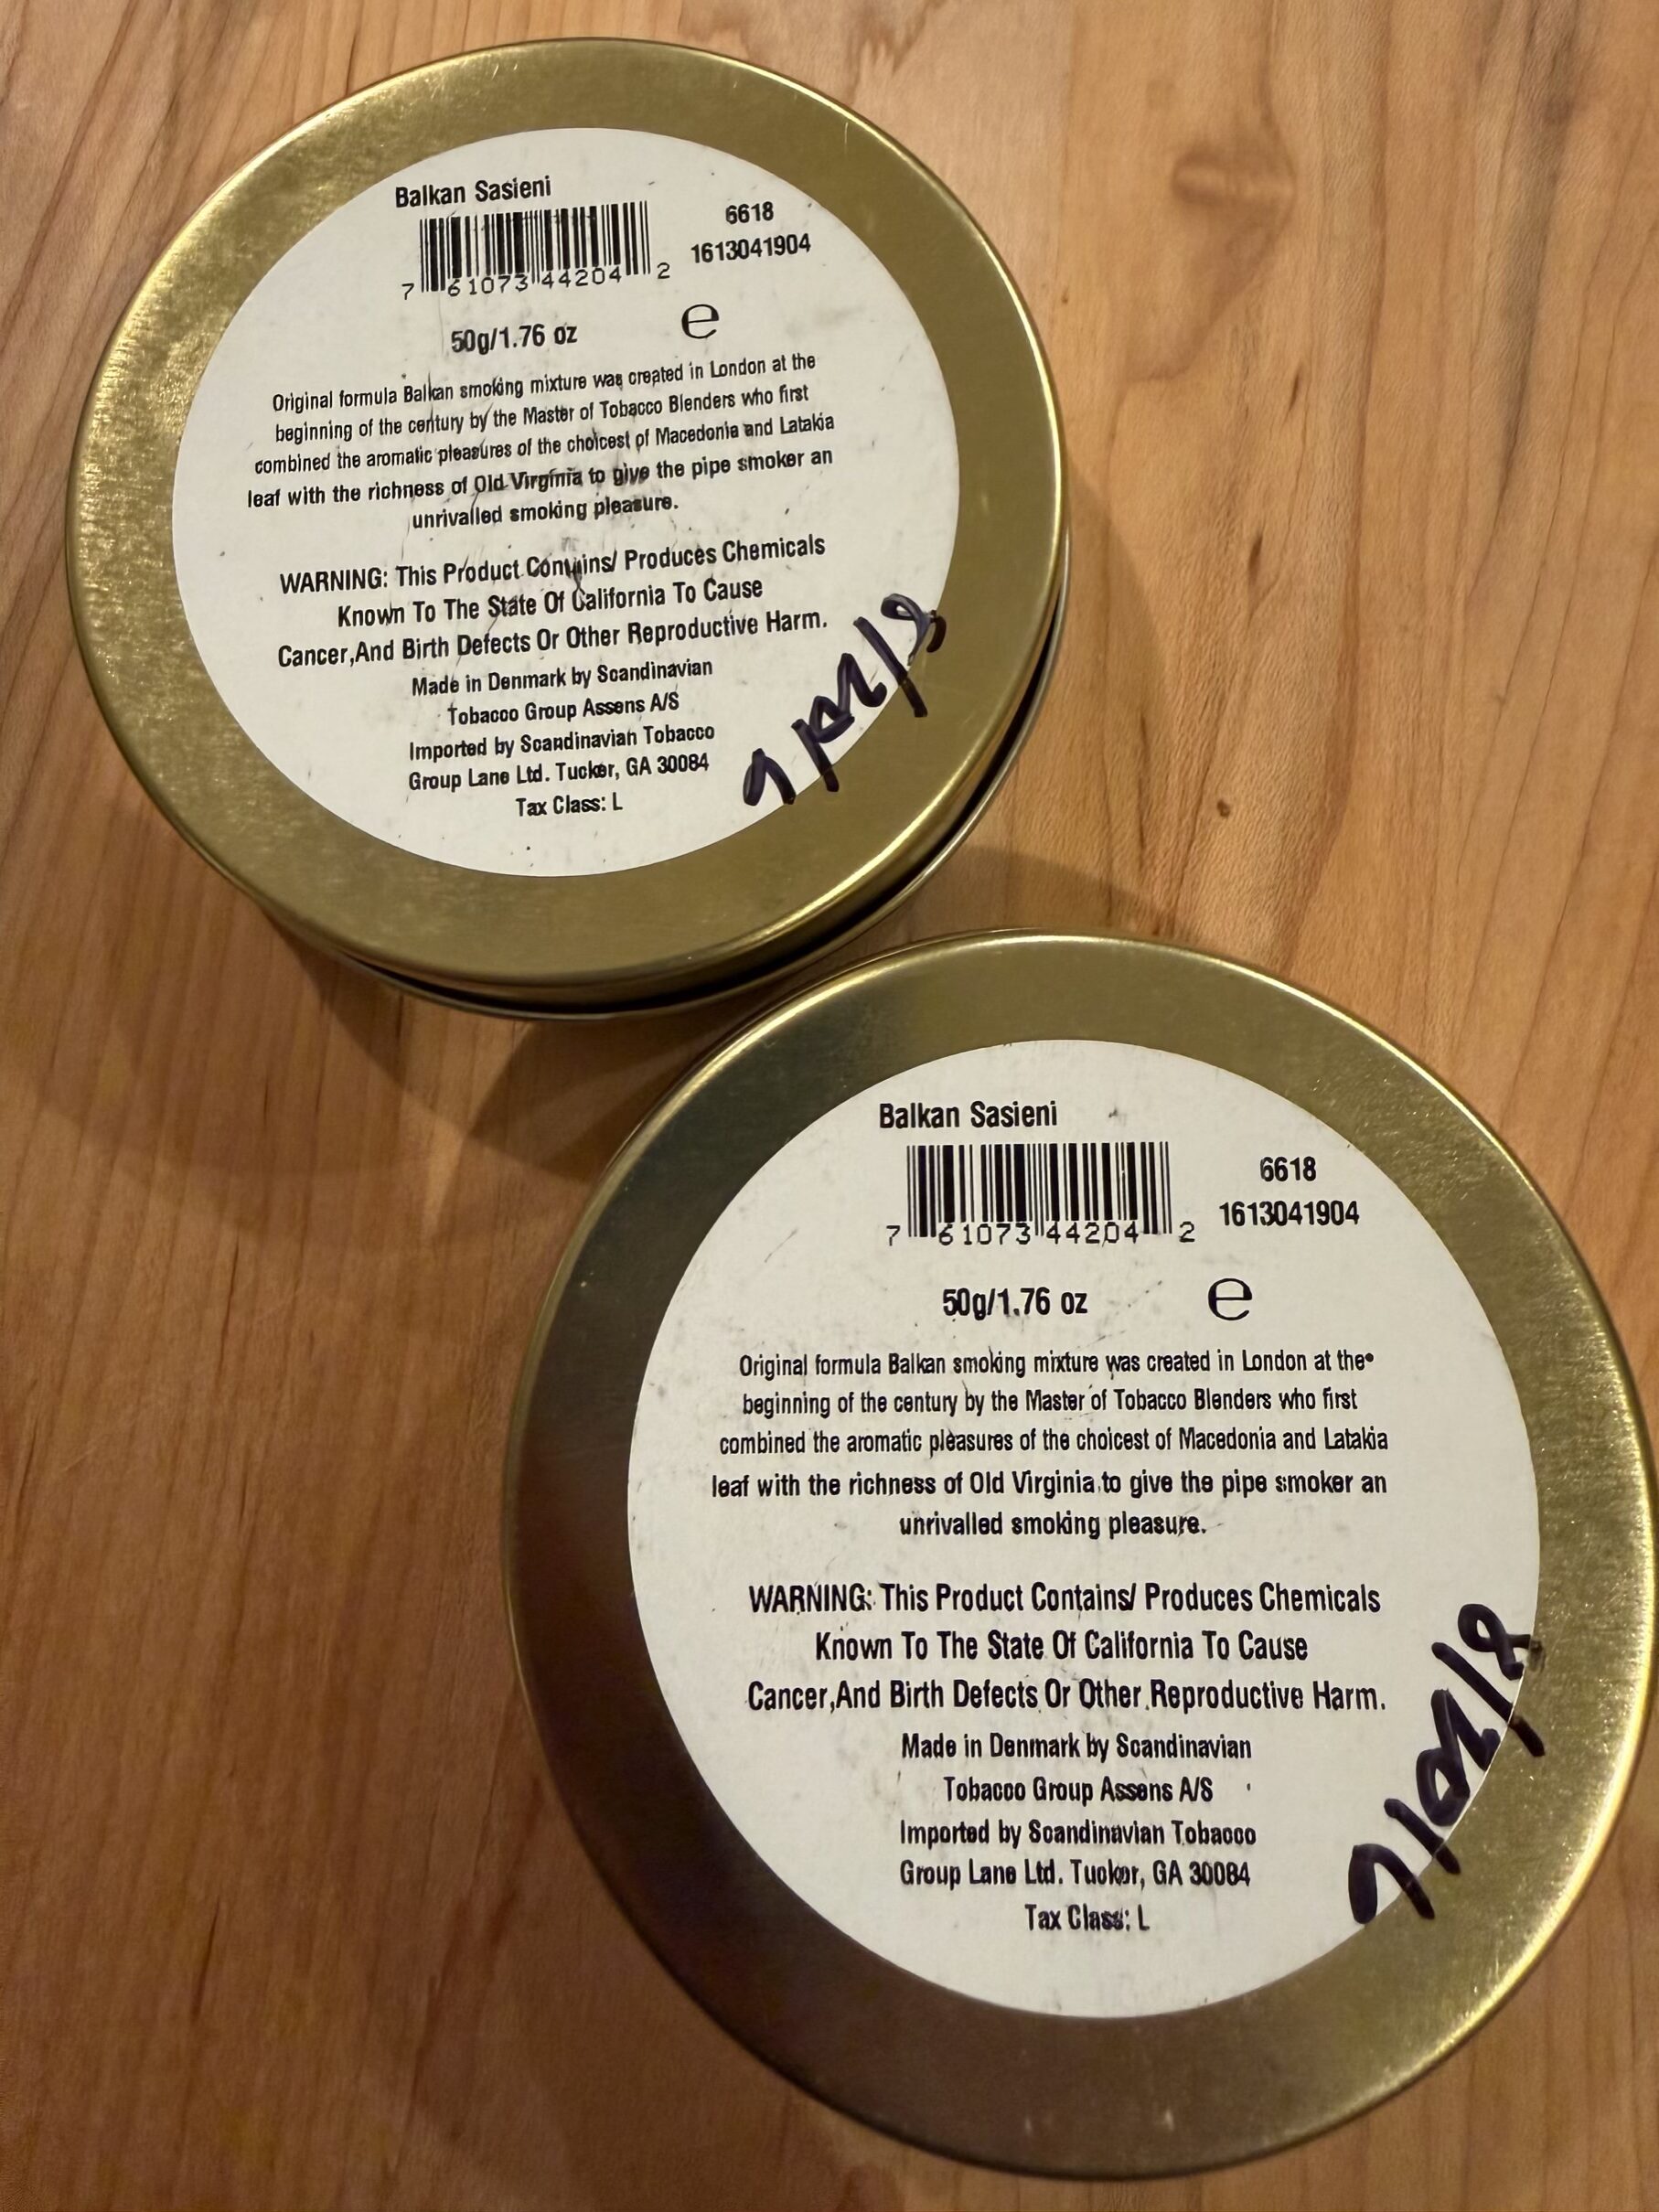 Balkan Sasieni
6618
1613041904
7 61073 44204 2
50g/1.76 oz e
Original formula Balkan smoking mixture was created in London at the
beginning of the century by the Master of Tobacco Blenders who first
combined the aromatic pleasures of the choicest of Macedonia and Latakia
leaf with the richness of Old Virginia to give the pipe smoker an
unrivalled smoking pleasure.
WARNING: This Product Contains/ Produces Chemicals
Known To The State Of California To Cause
Cancer,And Birth Defects Or Other Reproductive Harm.
Made in Denmark by Scandinavian
Tobacco Group Assens A/S
Imported by Scandinavian Tobacco
Group Lane Ltd. Tucker, GA 30084
Tax Class: L
Balkan Sasieni
6618
1613041904
7 61073 44204 2
50g/1.76 oz e
Original formula Balkan smoking mixture was created in London at the
beginning of the century by the Master of Tobacco Blenders who first
combined the aromatic pleasures of the choicest of Macedonia and Latakia
leaf with the richness of Old Virginia to give the pipe smoker an
unrivalled smoking pleasure.
WARNING: This Product Contains/ Produces Chemicals
Known To The State Of California To Cause
Cancer,And Birth Defects Or Other Reproductive Harm.
Made in Denmark by Scandinavian
Tobacco Group Assens A/S
Imported by Scandinavian Tobacco
Group Lane Ltd. Tucker, GA 30084
Tax Class: L